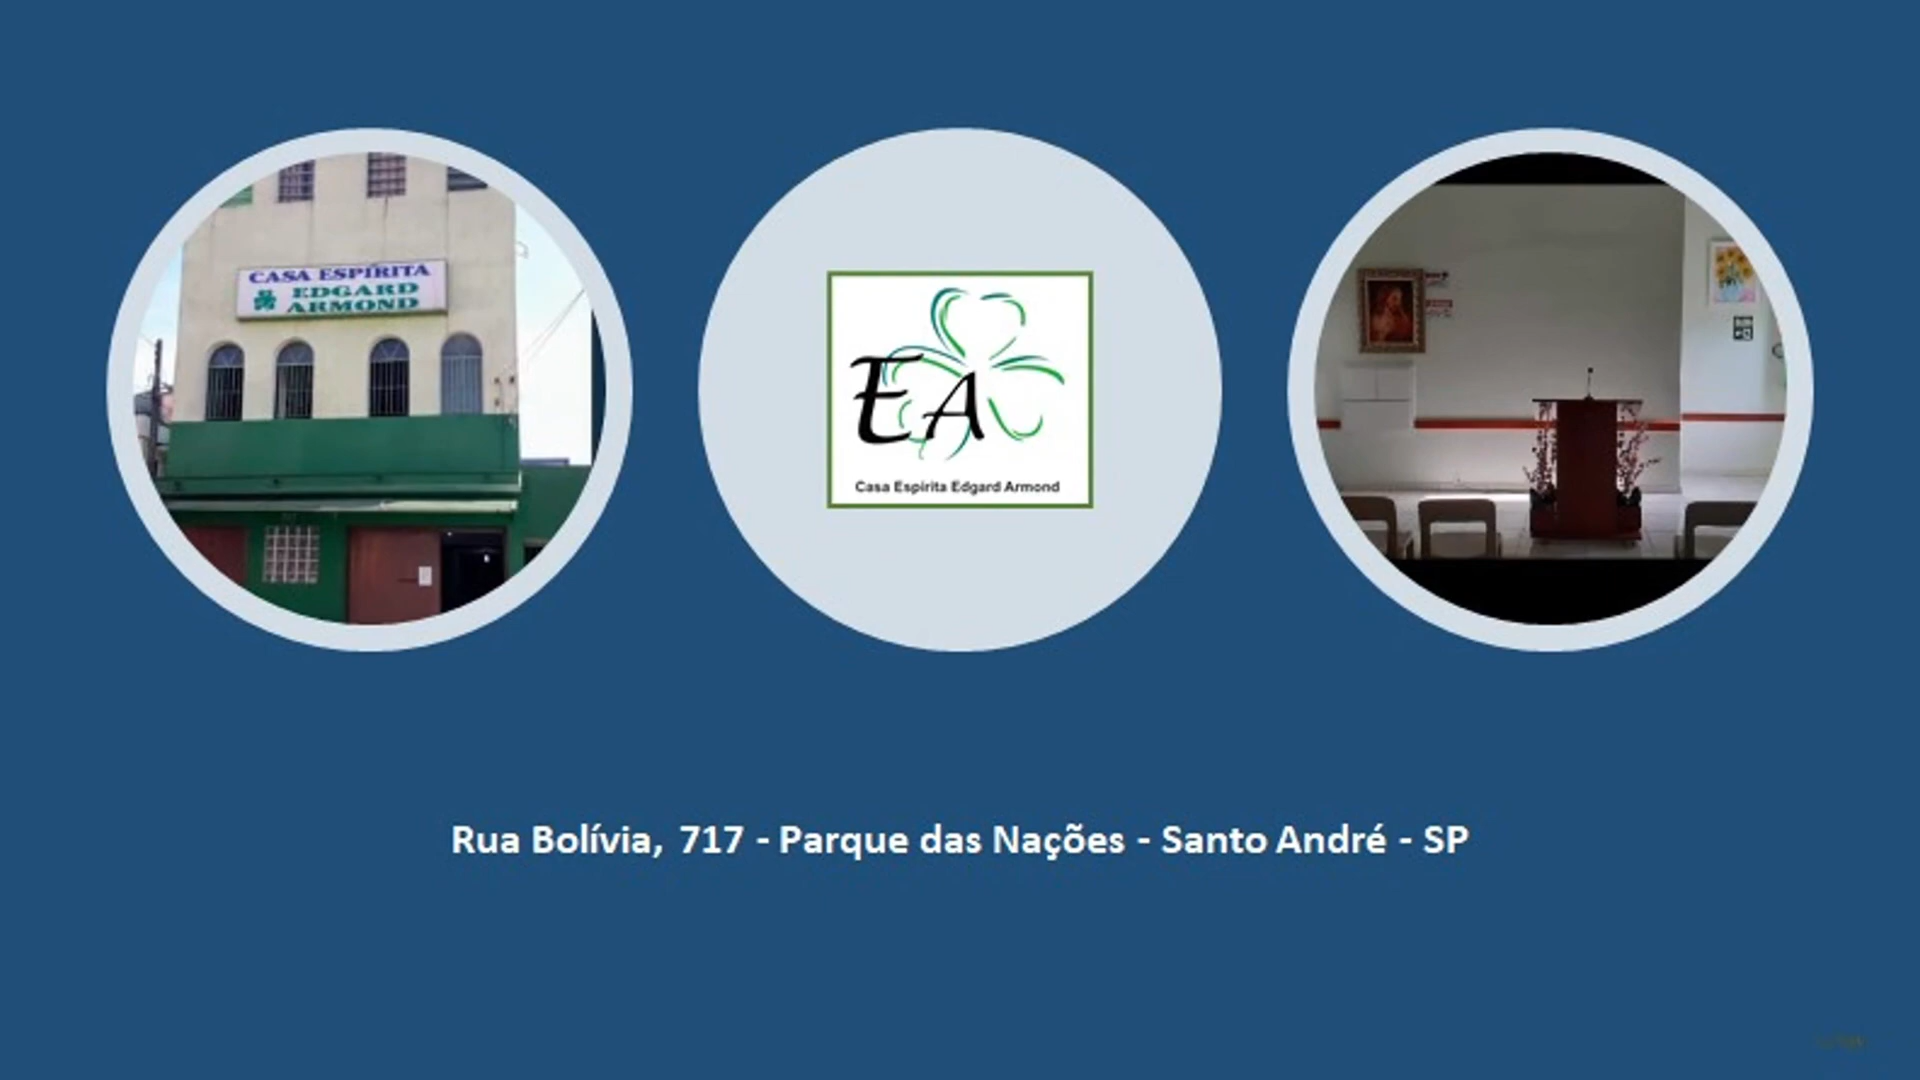 CASA ESPÍRITA
EDGARD
ARMOND
EA
Casa Espírita Edgard Armond
Rua Bolívia, 717 - Parque das Nações - Santo André - SP